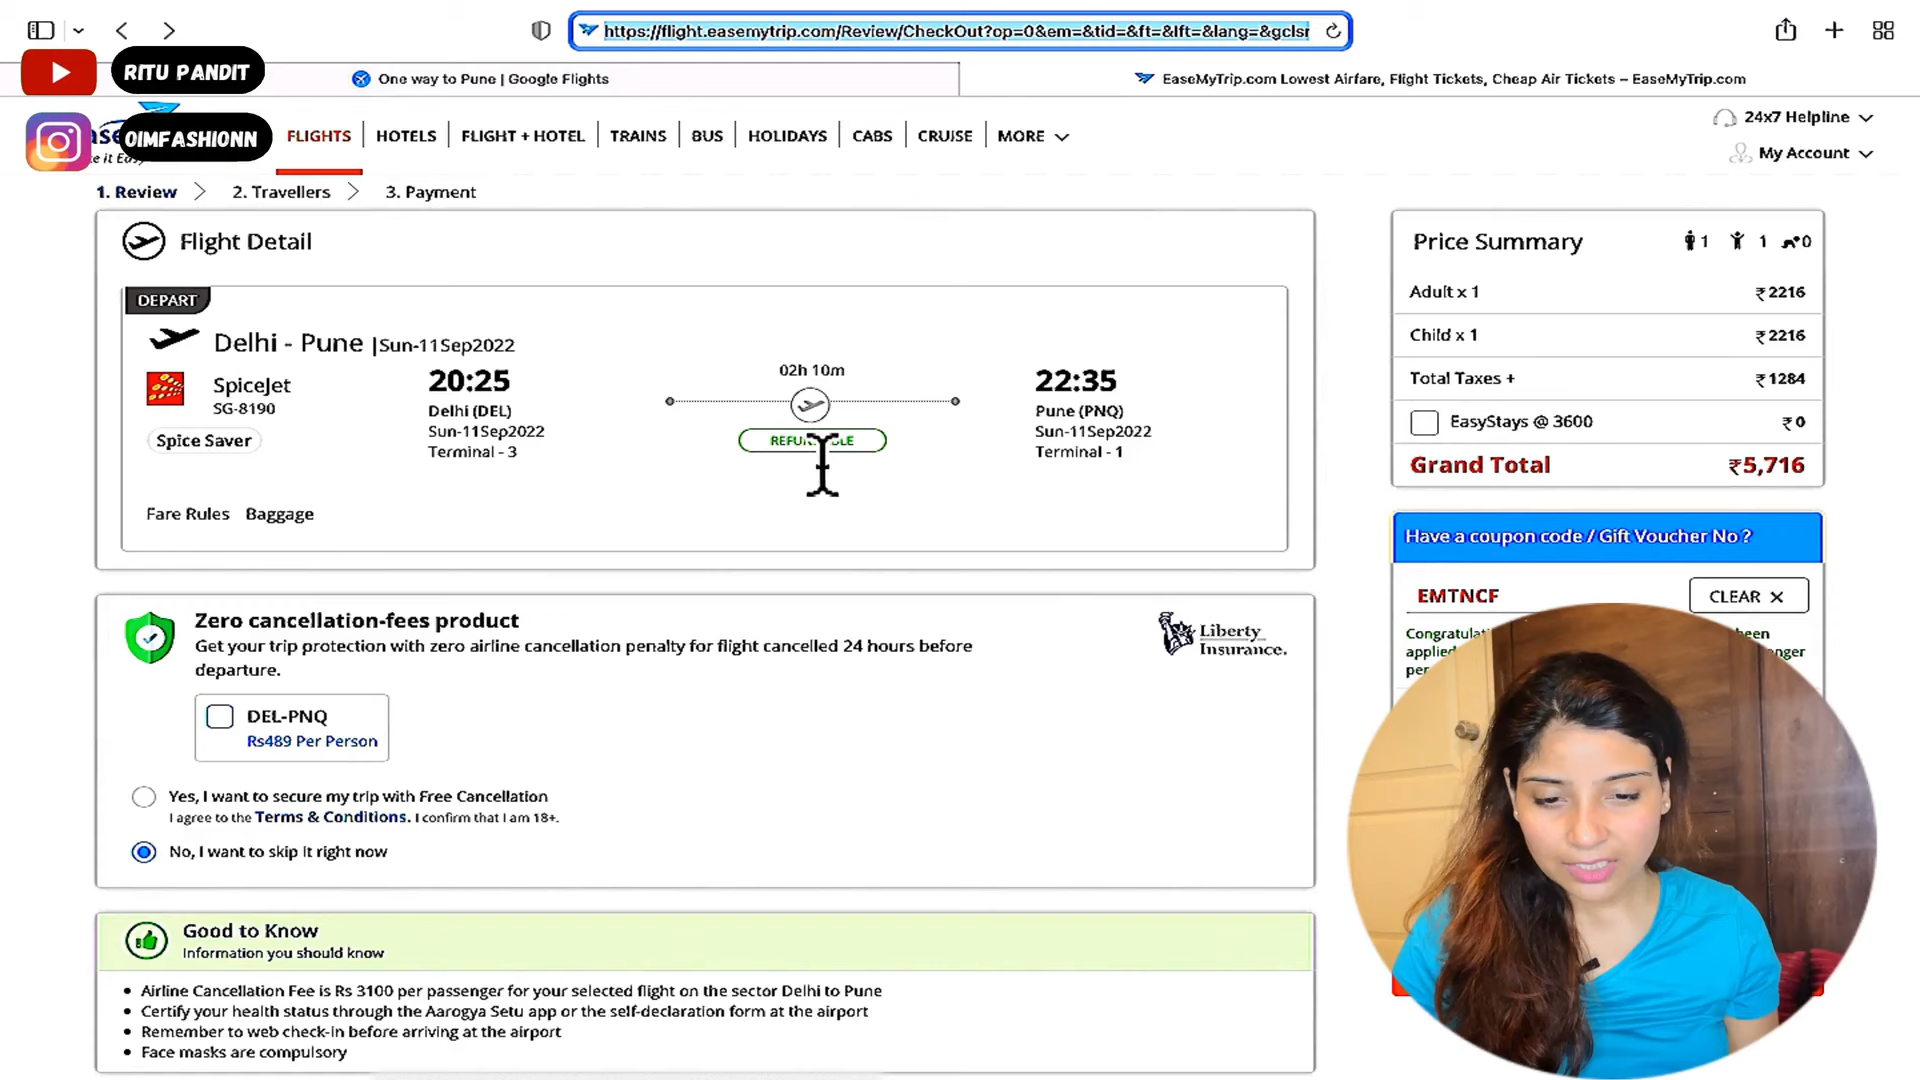 https://flight.easemytrip.com/Review/CheckOut?op=0&em=&tid=&ft=&lft=&lang=&gclsr
RITU PANDIT
One way to Pune | Google Flights
EaseMyTrip.com Lowest Airfare, Flight Tickets, Cheap Air Tickets – EaseMyTrip.com
OIMFASHIONN
FLIGHTS
HOTELS
FLIGHT + HOTEL
TRAINS
BUS
HOLIDAYS
CABS
CRUISE
MORE
24x7 Helpline
My Account
1. Review
2. Travellers
3. Payment
Flight Detail
DEPART
Delhi - Pune |Sun-11Sep2022
SpiceJet
SG-8190
Spice Saver
20:25
Delhi (DEL)
Sun-11Sep2022
Terminal - 3
02h 10m
22:35
Pune (PNQ)
Sun-11Sep2022
Terminal - 1
Fare Rules Baggage
Zero cancellation-fees product
Get your trip protection with zero airline cancellation penalty for flight cancelled 24 hours before
departure.
Liberty
Insurance.
DEL-PNQ
Rs489 Per Person
Yes, I want to secure my trip with Free Cancellation
I agree to the Terms & Conditions. I confirm that I am 18+.
No, I want to skip it right now
Good to Know
Information you should know
• Airline Cancellation Fee is Rs 3100 per passenger for your selected flight on the sector Delhi to Pune
• Certify your health status through the Aarogya Setu app or the self-declaration form at the airport
• Remember to web check-in before arriving at the airport
• Face masks are compulsory
Price Summary 1 1 0
Adult x 1 ₹2216
Child x 1 ₹2216
Total Taxes + ₹1284
EasyStays @ 3600 ₹0
Grand Total ₹5,716
Have a coupon code / Gift Voucher No ?
EMTNCF
CLEAR X